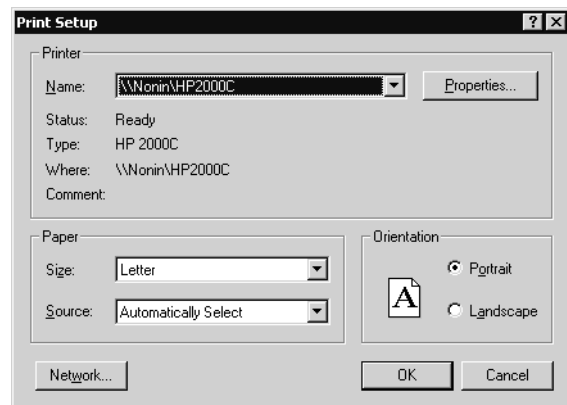 Print Setup
Printer
Name: \\Nonin\HP2000C Properties...
Status: Ready
Type: HP 2000C
Where: \\Nonin\HP2000C
Comment:
Paper
Size: Letter
Source: Automatically Select
Orientation
A
Portrait
Landscape
Network... OK Cancel